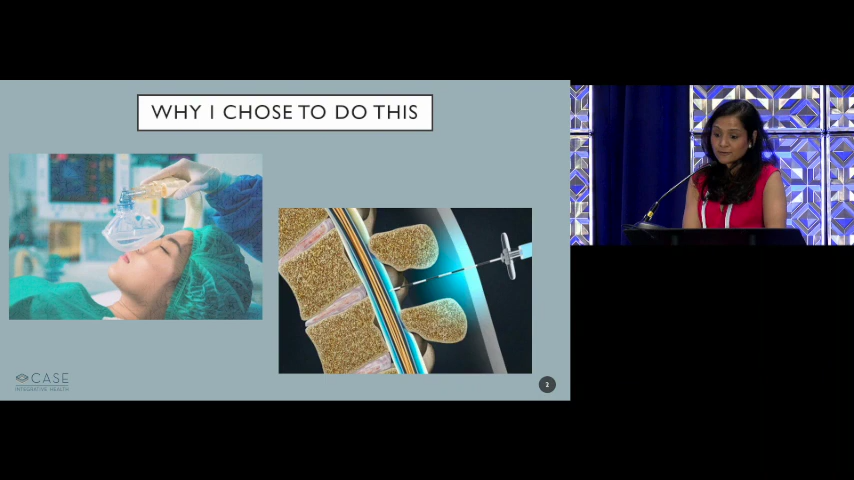 WHY I CHOSE TO DO THIS
CASE
INTEGRATIVE HEALTH
2